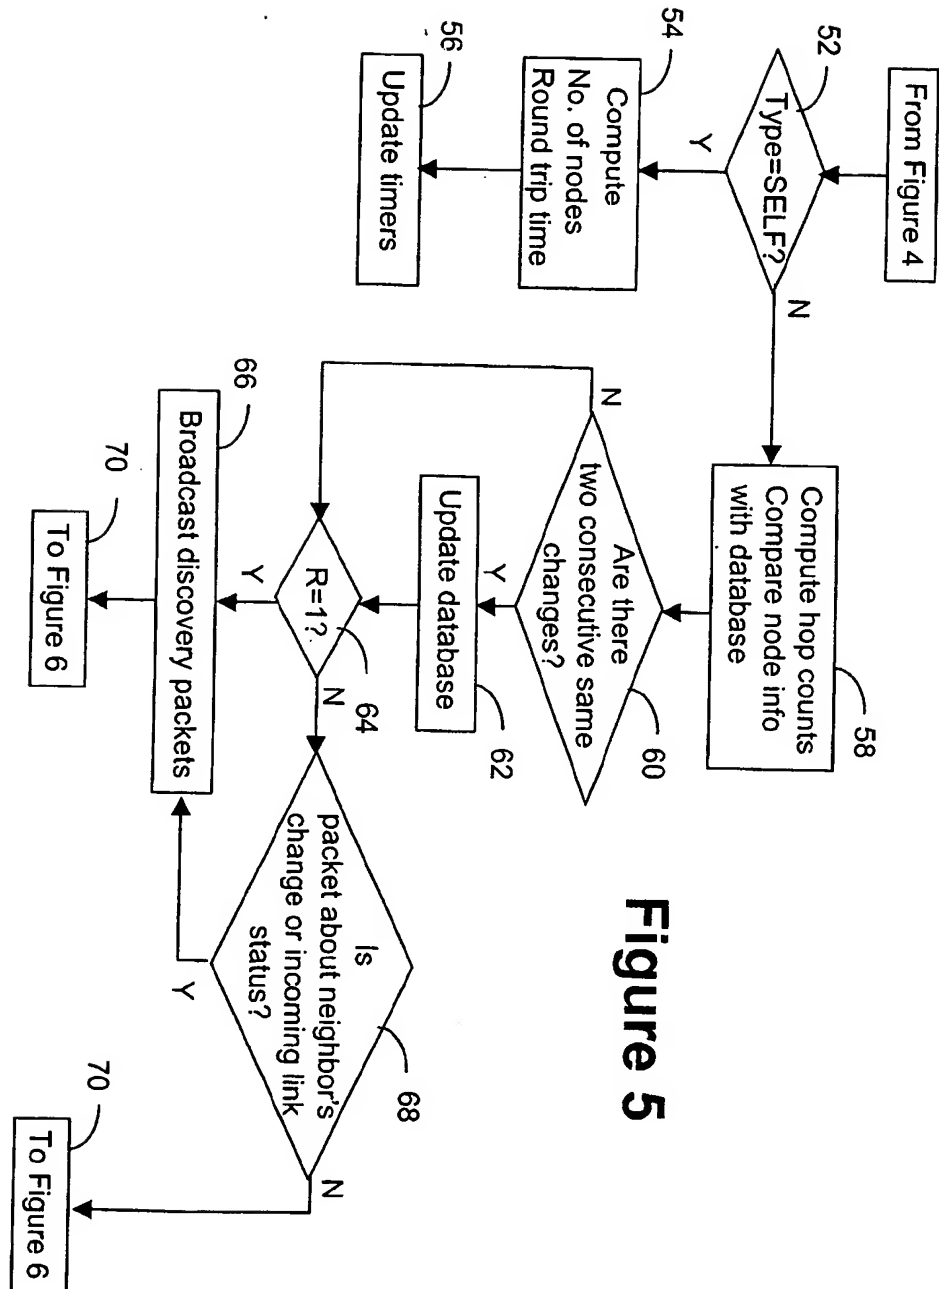 From Figure 4
52
Type=SELF?
Y
N
54
Compute
No. of nodes
Round trip time
56
Update timers
Compute hop counts
Compare node info
with database
58
Are there
two consecutive same
changes?
60
N
Y
Update database
62
R=1?
64
Y
N
66
Broadcast discovery packets
70
To Figure 6
Is
packet about neighbor's
change or incoming link
status?
68
Y
N
70
To Figure 6
Figure 5